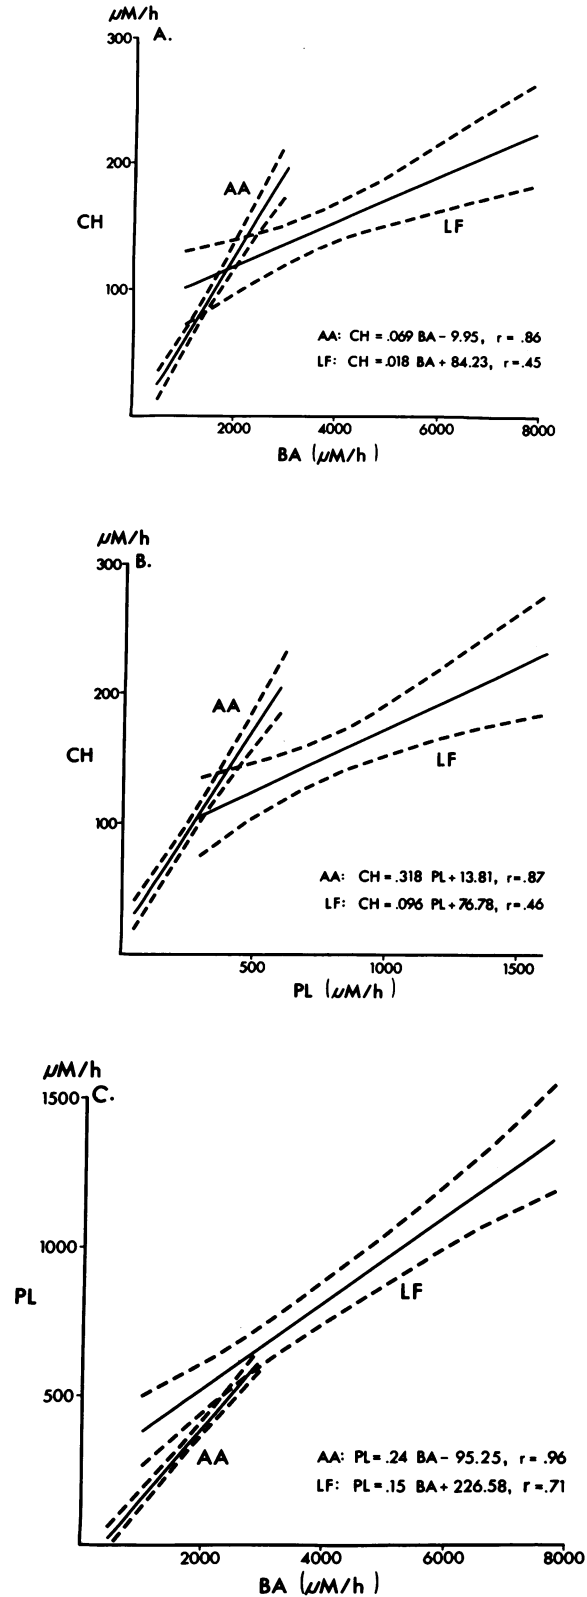 μM/h
300 A.
200
AA
CH
LF
100
AA: CH = .069 BA - 9.95, r = .86
LF: CH = .018 BA + 84.23, r = .45
2000 4000 6000 8000
BA (μM/h)
μM/h
300 B.
200
AA
CH
LF
100
AA: CH = .318 PL + 13.81, r = .87
LF: CH = .096 PL + 76.78, r = .46
500 1000 1500
PL (μM/h)
μM/h
1500 C.
1000
PL
LF
500
AA
AA: PL = .24 BA - 95.25, r = .96
LF: PL = .15 BA + 226.58, r = .71
2000 4000 6000 8000
BA (μM/h)